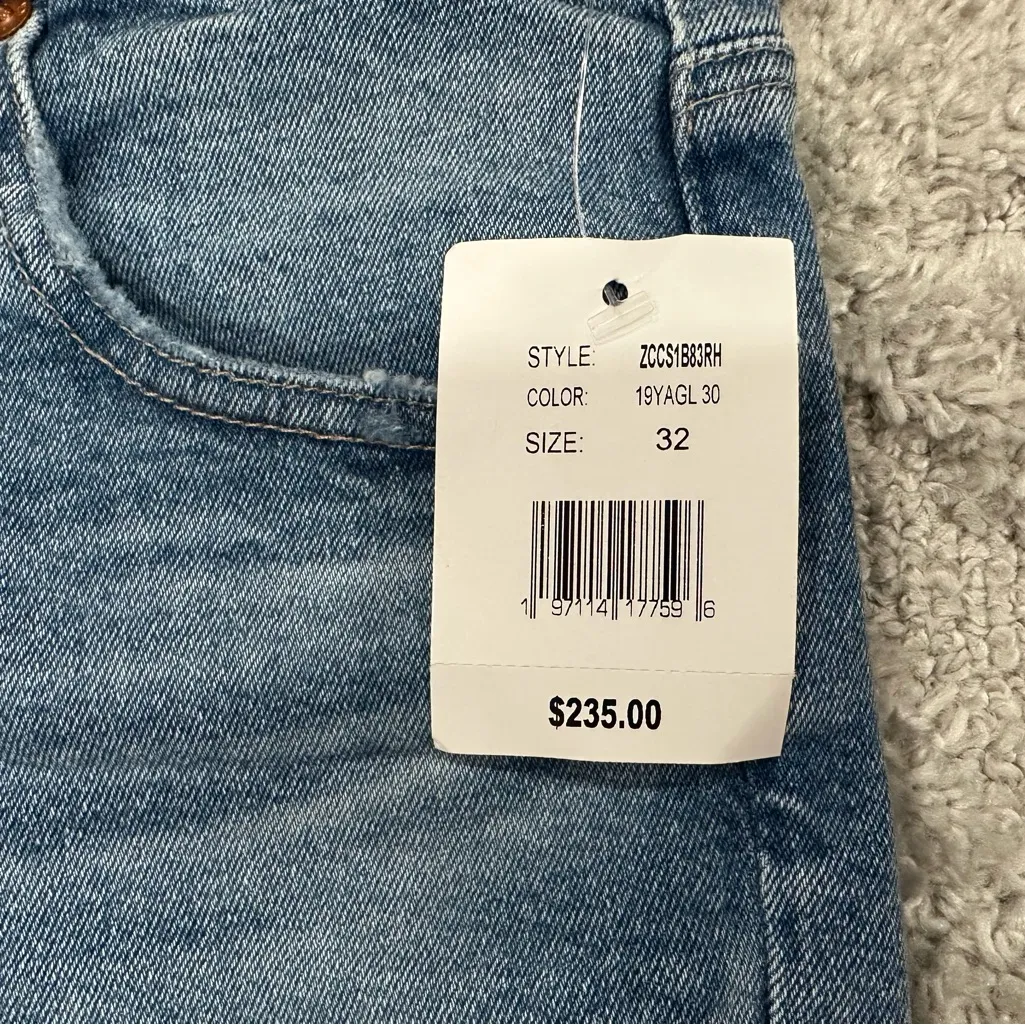 STYLE: ZCCS1B83RH
COLOR: 19YAGL 30
SIZE: 32
1 97114 17759 6
$235.00